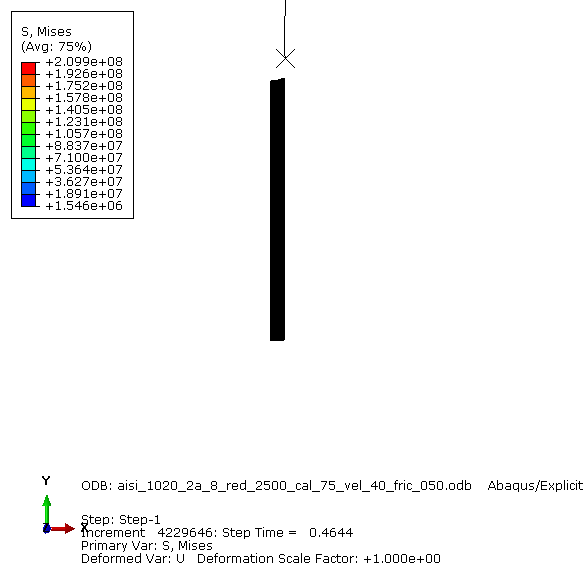 S, Mises
(Avg: 75%)
+2.099e+08
+1.926e+08
+1.752e+08
+1.578e+08
+1.405e+08
+1.231e+08
+1.057e+08
+8.837e+07
+7.100e+07
+5.364e+07
+3.627e+07
+1.891e+07
+1.546e+06
Y
X
ODB: aisi_1020_2a_8_red_2500_cal_75_vel_40_fric_050.odb Abaqus/Explicit
Step: Step-1
Increment 4229646: Step Time = 0.4644
Primary Var: S, Mises
Deformed Var: U Deformation Scale Factor: +1.000e+00